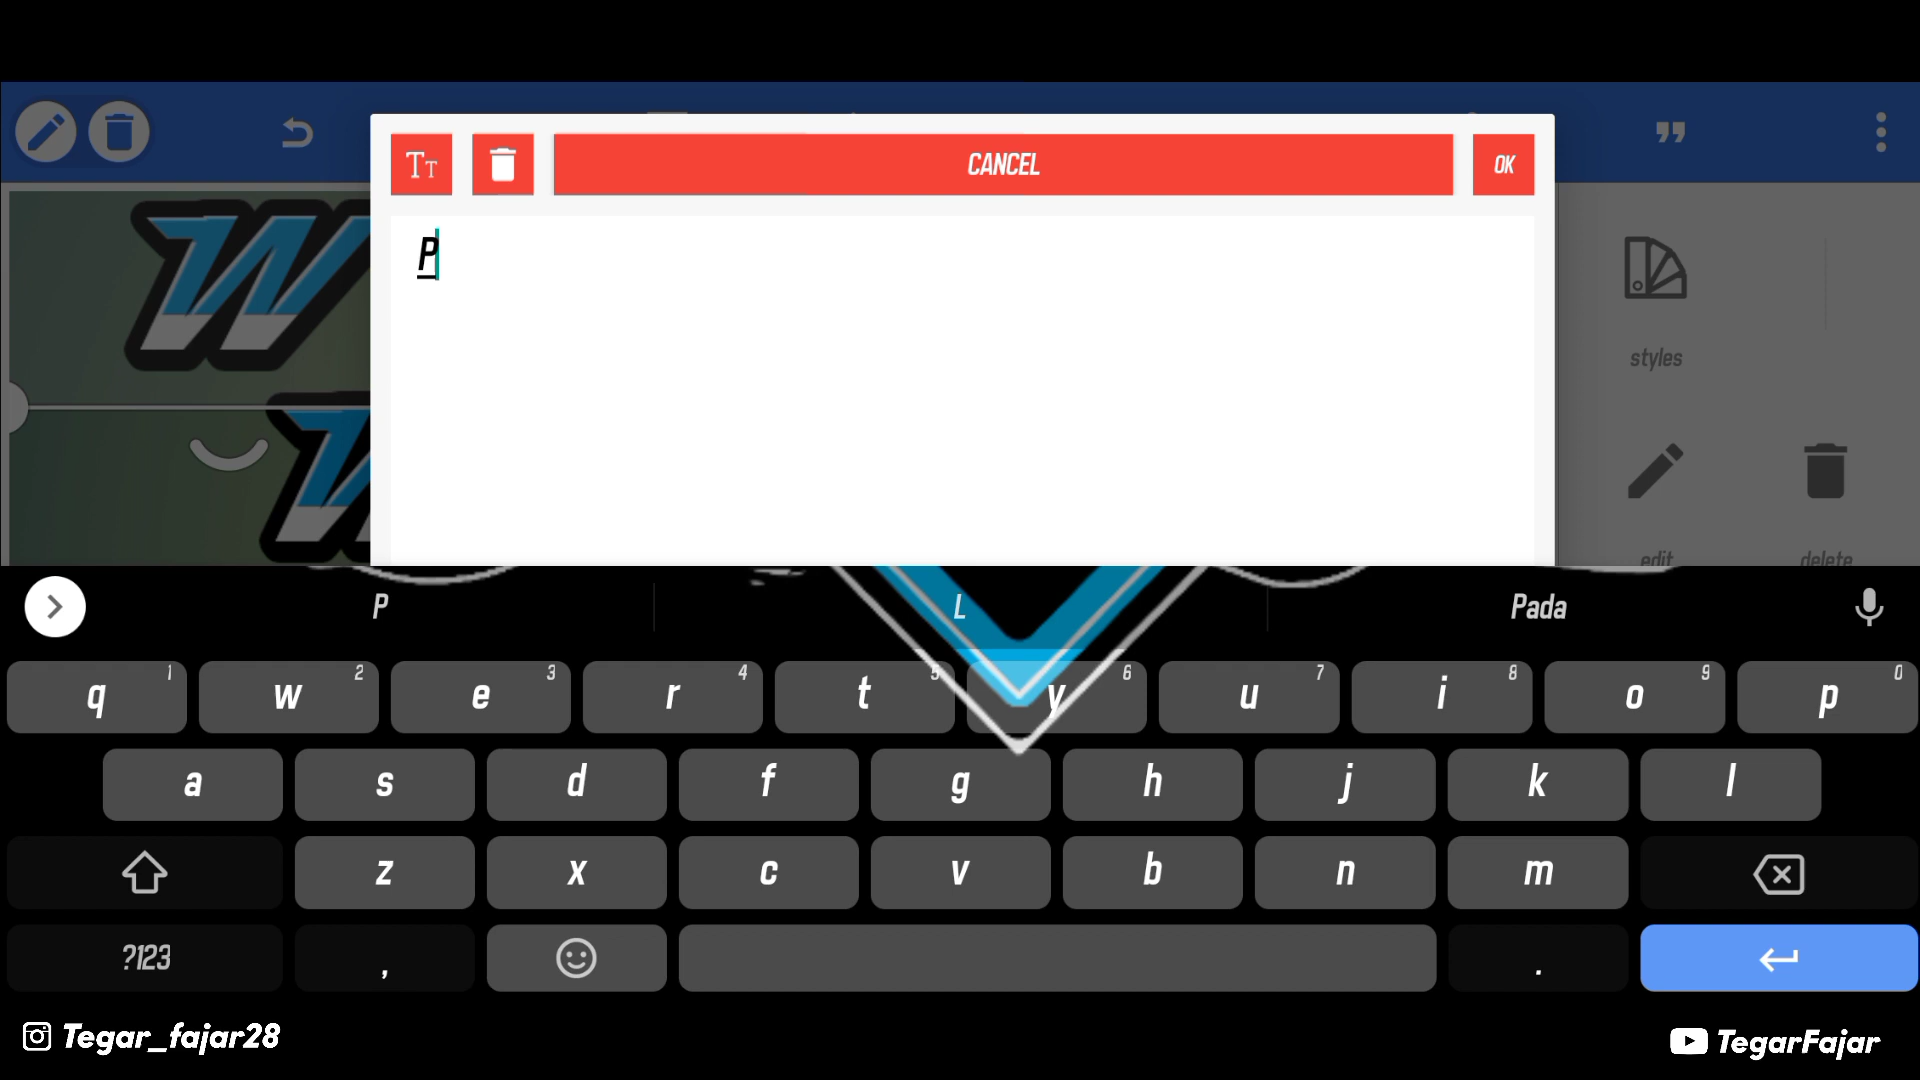 CANCEL
OK
P
W
W
styles
edit
delete
P
L
Pada
q 1 w 2 e 3 r 4 t 5 y 6 u 7 i 8 o 9 p 0
a s d f g h j k l
z x c v b n m
?123 , .
Tegar_fajar28
TegarFajar